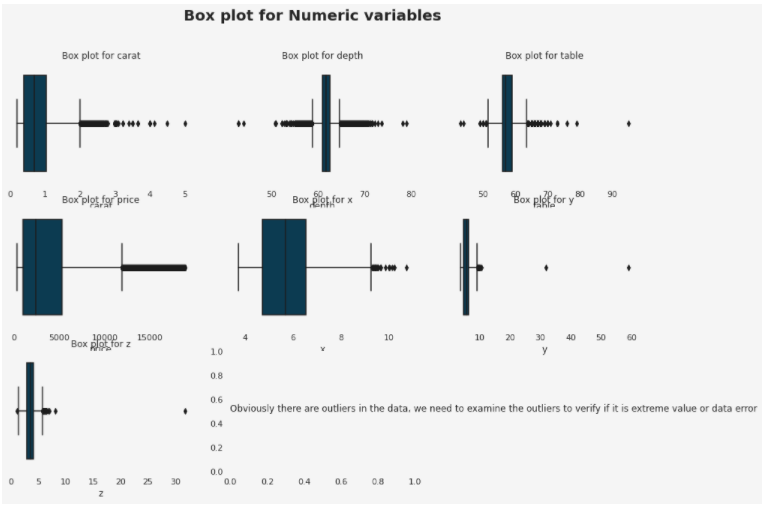 Box plot for Numeric variables
Box plot for carat Box plot for depth Box plot for table
0 1 2 3 4 5 50 60 70 80 50 60 70 80 90
carat depth table
Box plot for price Box plot for x Box plot for y
0 5000 10000 15000 4 6 8 10 10 20 30 40 50 60
price x y
Box plot for z
1.0
0.8
0.6
Obviously there are outliers in the data, we need to examine the outliers to verify if it is extreme value or data error
0.4
0.2
0.0
0 5 10 15 20 25 30 0.0 0.2 0.4 0.6 0.8 1.0
z